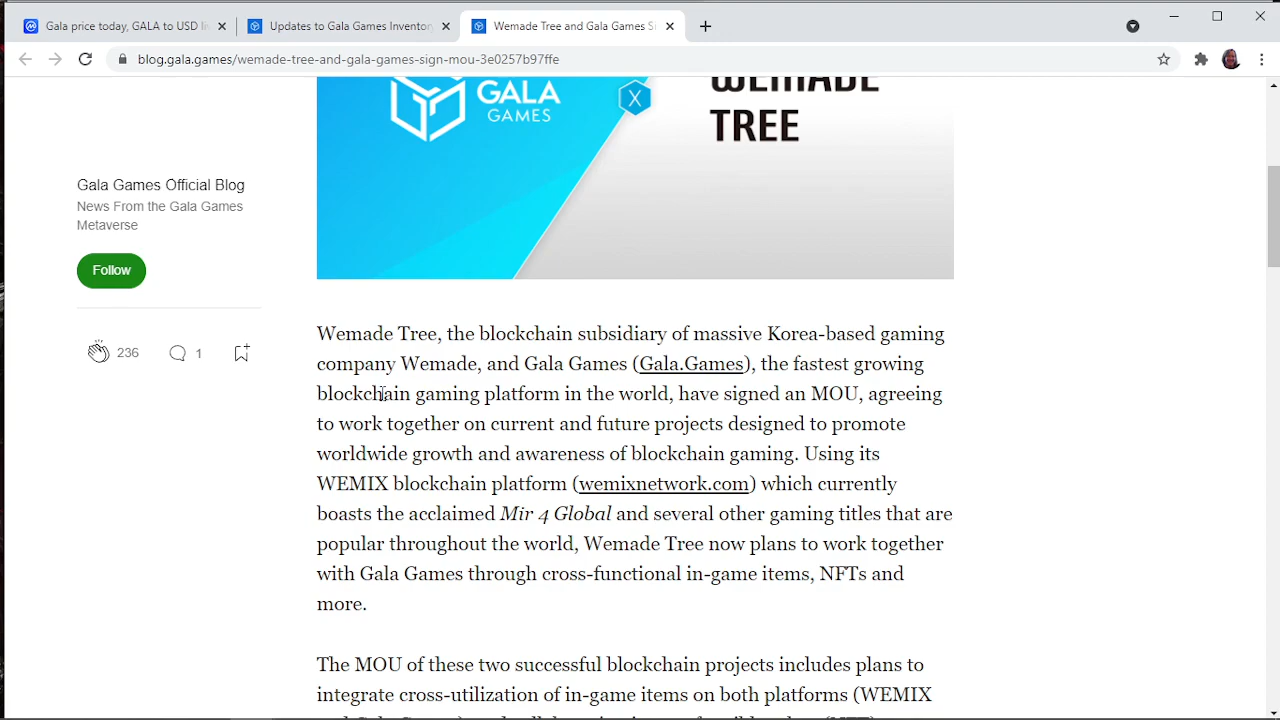 Gala price today, GALA to USD li
Updates to Gala Games Inventory
Wemade Tree and Gala Games Si
blog.gala.games/wemade-tree-and-gala-games-sign-mou-3e0257b97ffe
GALA
GAMES
X
WEMADE
TREE
Gala Games Official Blog
News From the Gala Games
Metaverse
Follow
236
1
Wemade Tree, the blockchain subsidiary of massive Korea-based gaming
company Wemade, and Gala Games (Gala.Games), the fastest growing
blockchain gaming platform in the world, have signed an MOU, agreeing
to work together on current and future projects designed to promote
worldwide growth and awareness of blockchain gaming. Using its
WEMIX blockchain platform (wemixnetwork.com) which currently
boasts the acclaimed Mir 4 Global and several other gaming titles that are
popular throughout the world, Wemade Tree now plans to work together
with Gala Games through cross-functional in-game items, NFTs and
more.
The MOU of these two successful blockchain projects includes plans to
integrate cross-utilization of in-game items on both platforms (WEMIX